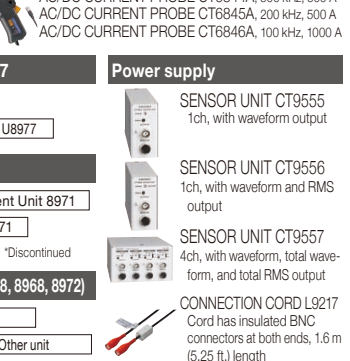 AC/DC CURRENT PROBE CT6845A, 200 kHz, 500 A
AC/DC CURRENT PROBE CT6846A, 100 kHz, 1000 A
7
U8977
ent Unit 8971
71
*Discontinued
8, 8968, 8972)
Other unit
Power supply
SENSOR UNIT CT9555
1ch, with waveform output
SENSOR UNIT CT9556
1ch, with waveform and RMS
output
SENSOR UNIT CT9557
4ch, with waveform, total wave-
form, and total RMS output
CONNECTION CORD L9217
Cord has insulated BNC
connectors at both ends, 1.6 m
(5.25 ft.) length